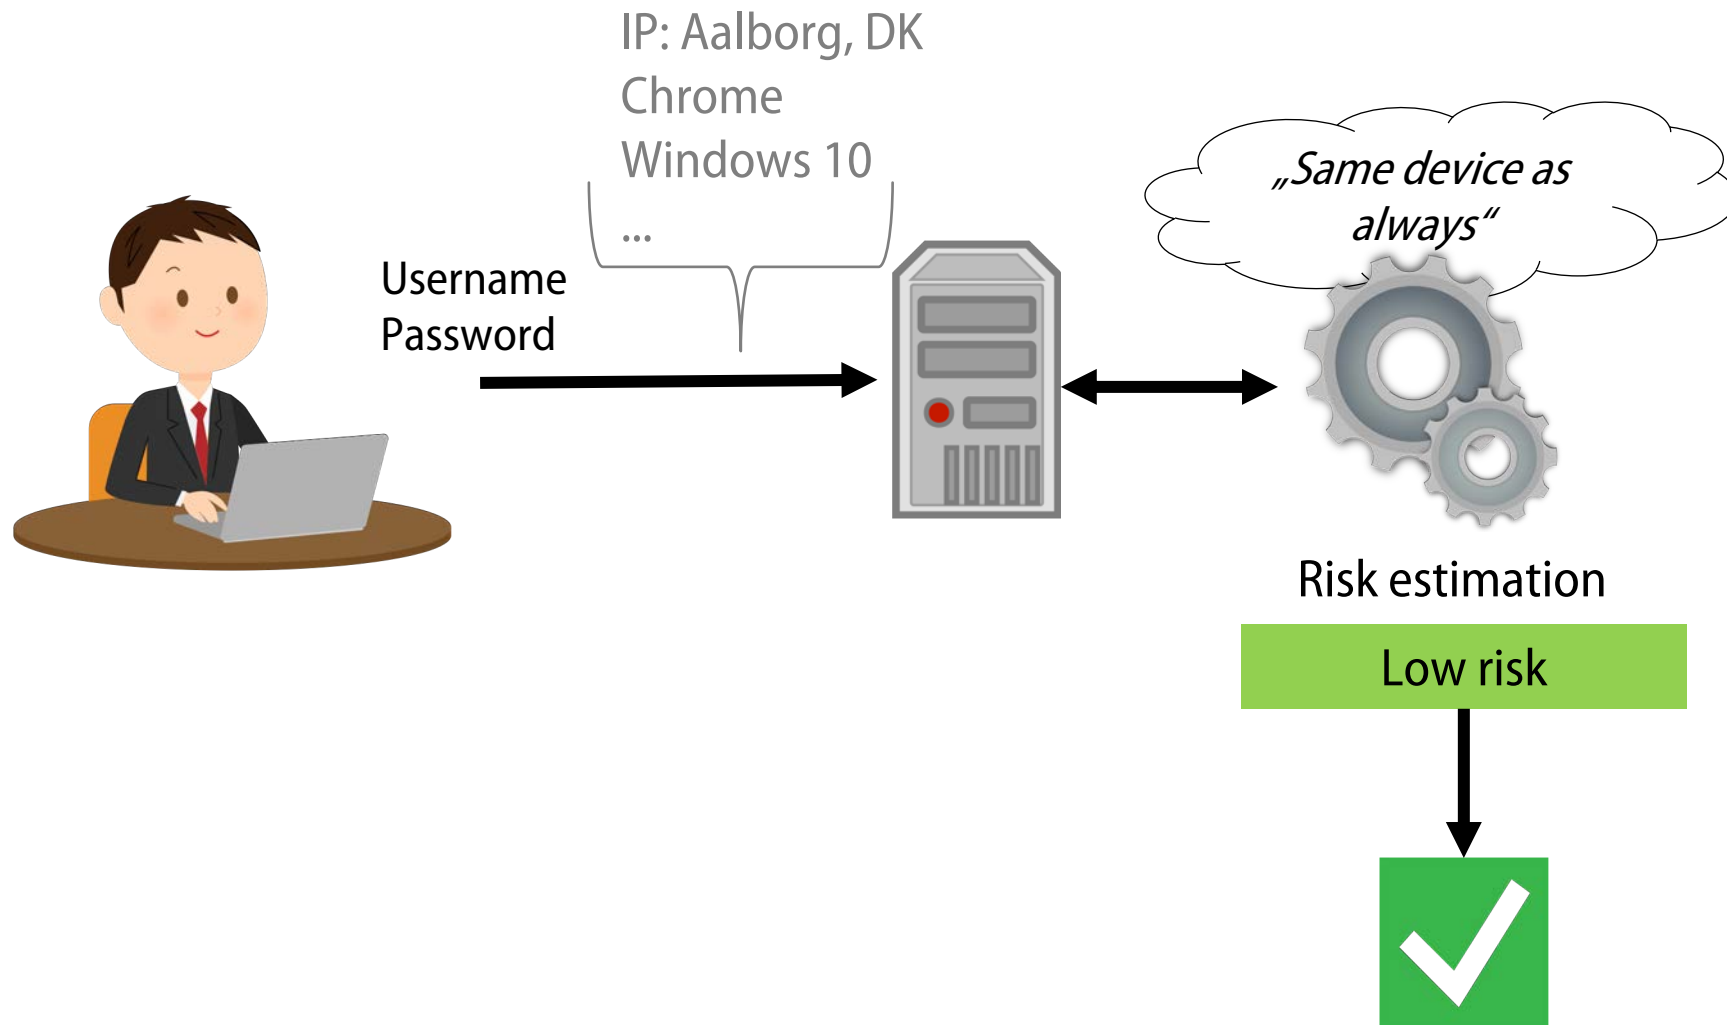 IP: Aalborg, DK
Chrome
Windows 10
...
Username
Password
„Same device as
always“
Risk estimation
Low risk